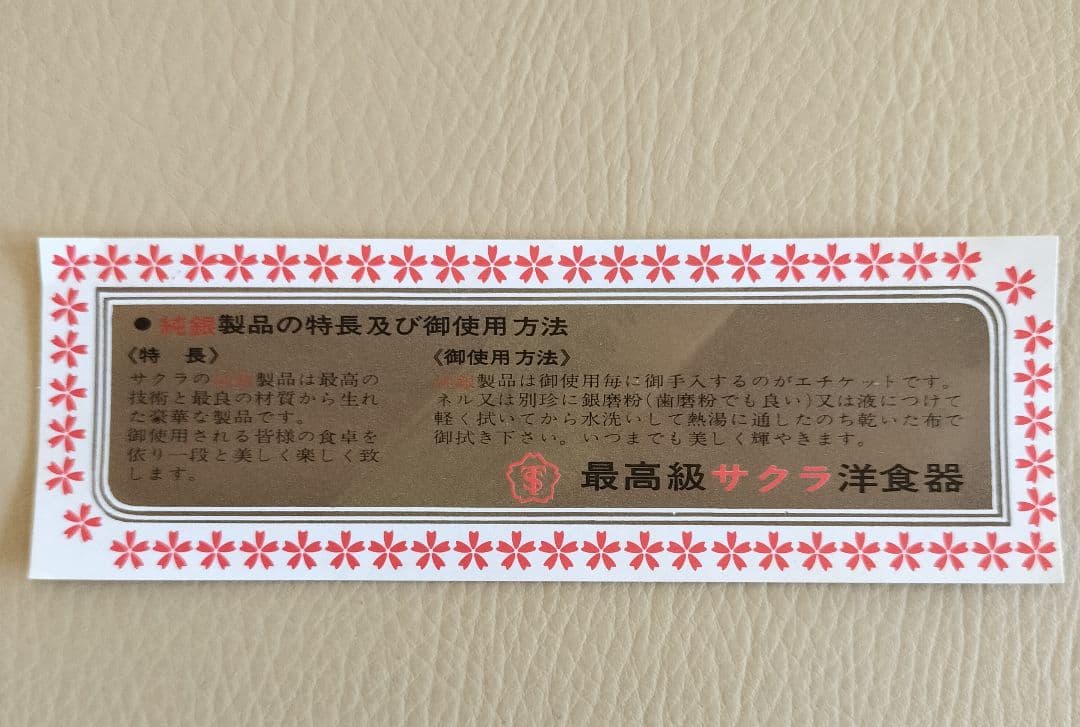 ●純銀製品の特長及び御使用方法
《特　長》
サクラの純銀製品は最高の
技術と最良の材質から生れ
た豪華な製品です。
御使用される皆様の食卓を
依り一段と美しく楽しく致
します。
《御使用方法》
純銀製品は御使用毎に御手入するのがエチケットです。
ネル又は別珍に銀磨粉(歯磨粉でも良い)又は液につけて
軽く拭いてから水洗いして熱湯に通したのち乾いた布で
御拭き下さい。いつまでも美しく輝やきます。
最高級サクラ洋食器